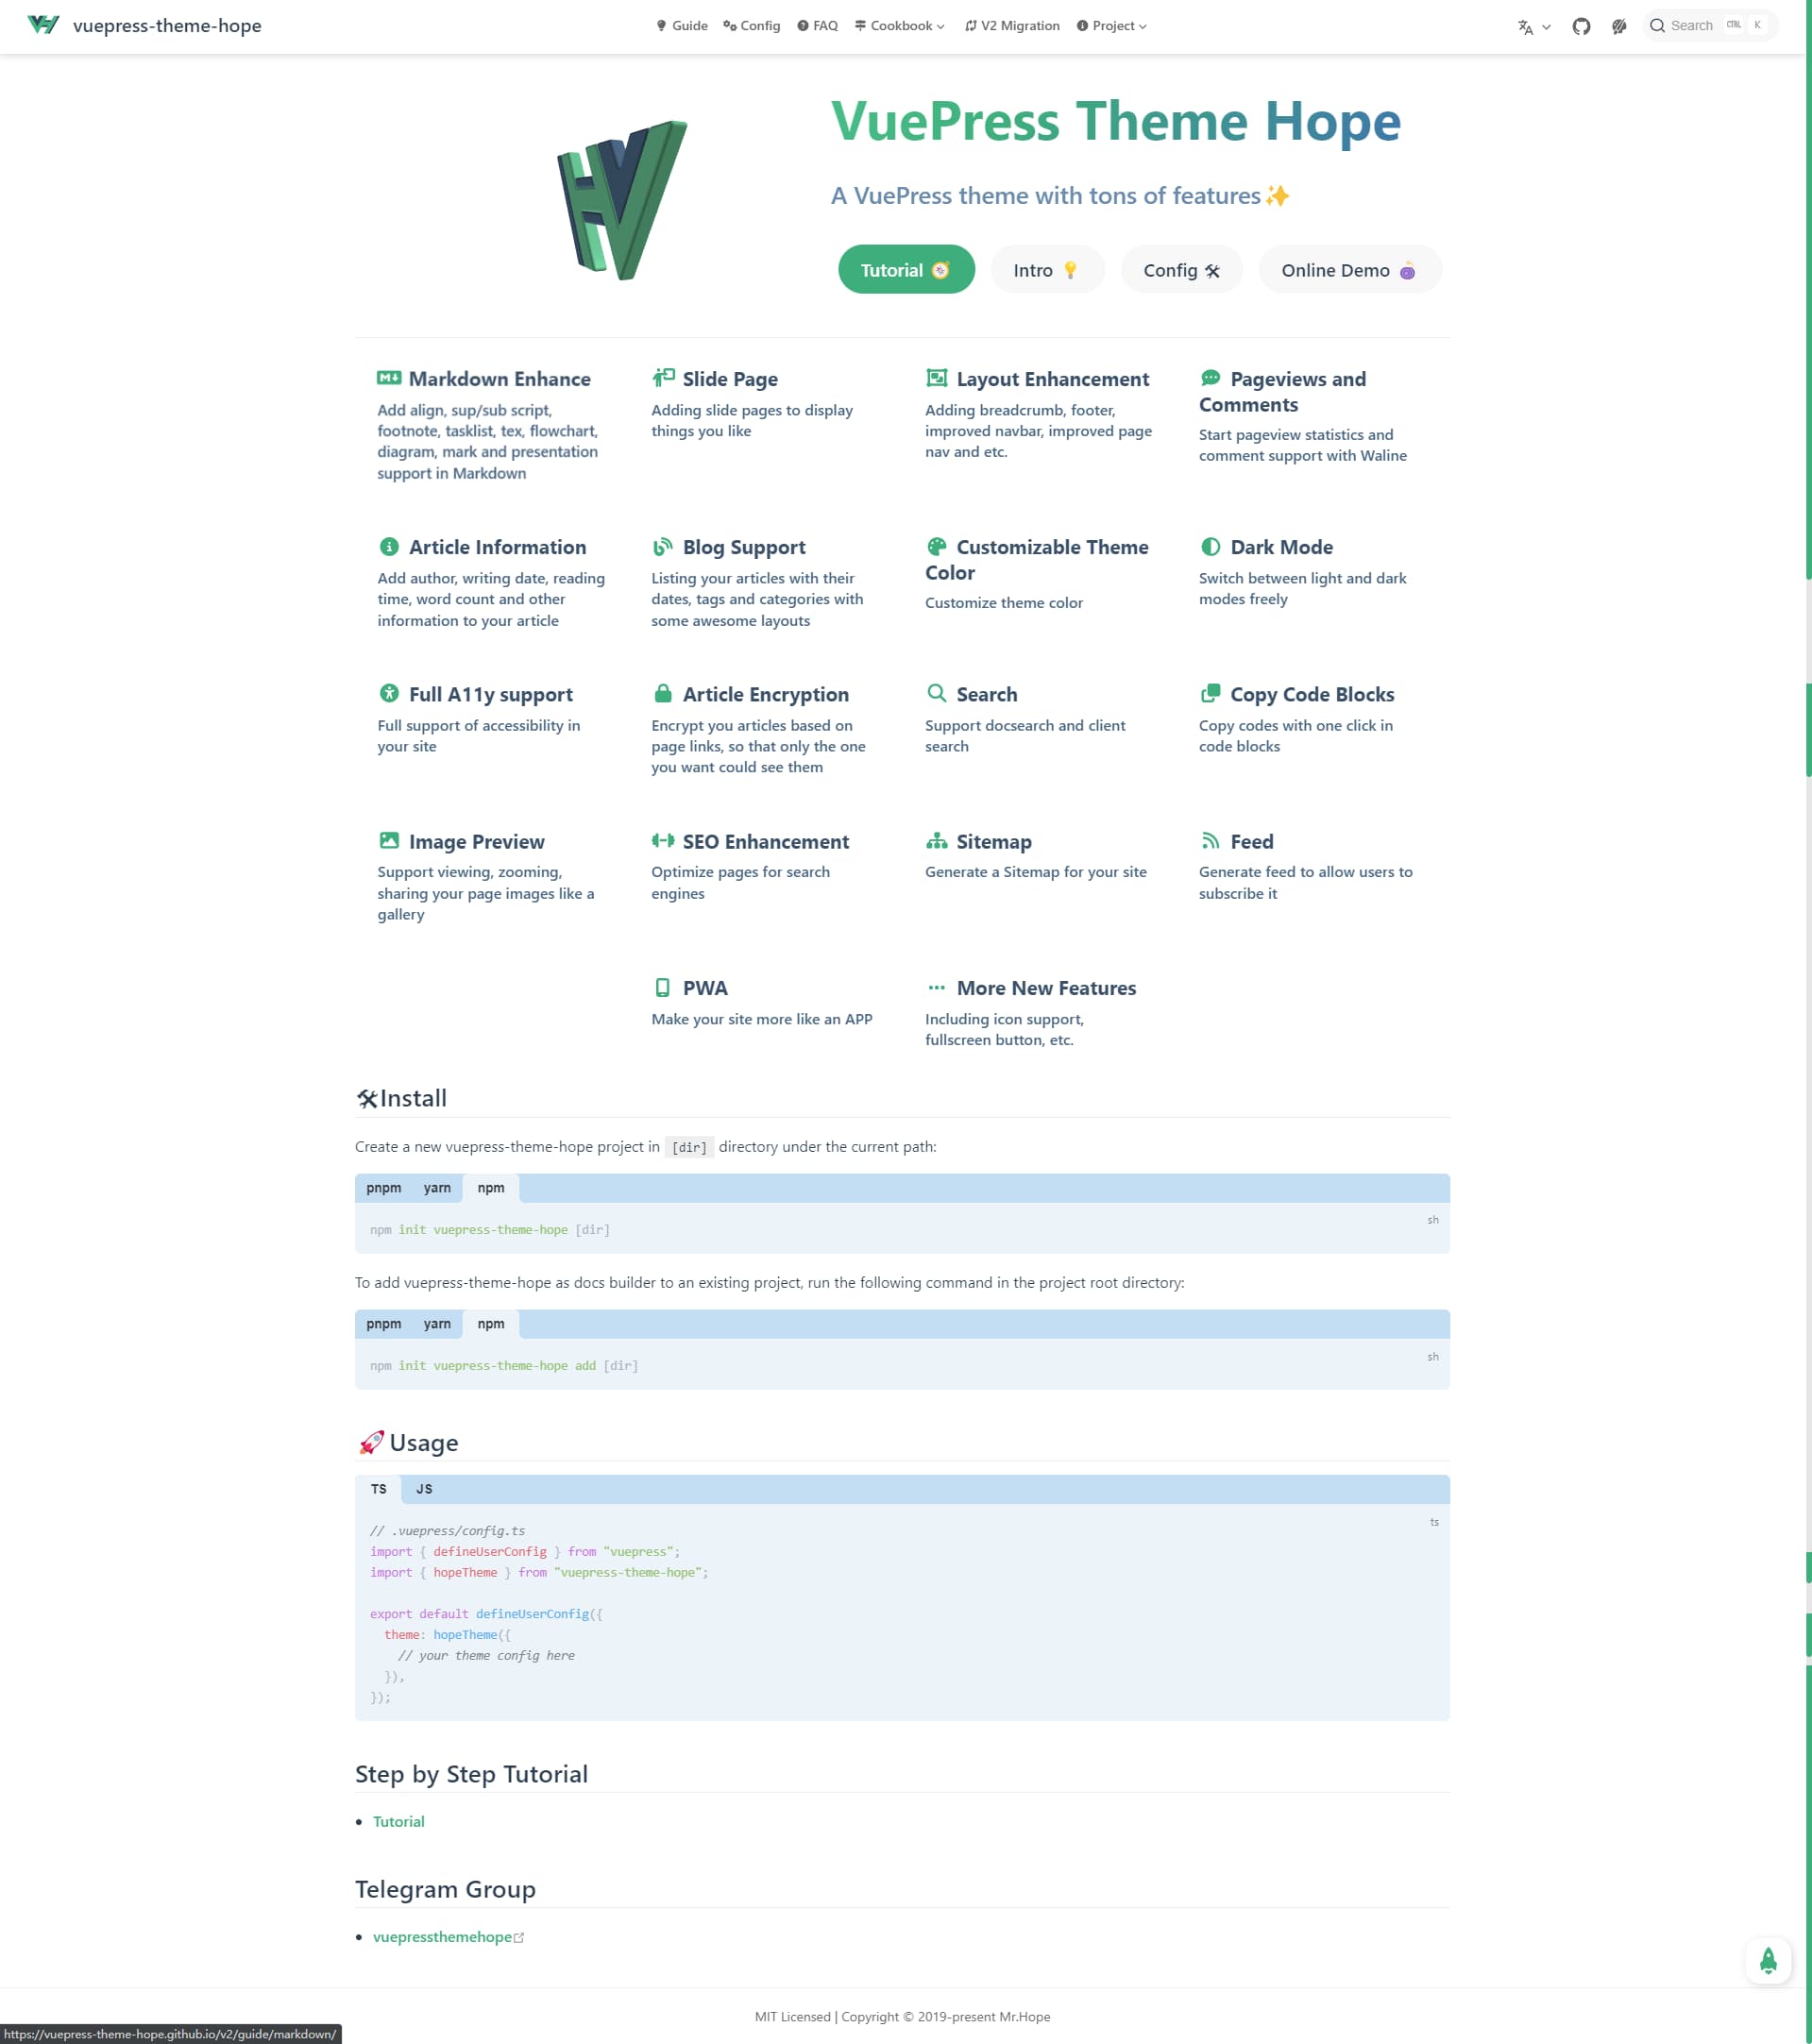 vuepress-theme-hope
Guide
Config
FAQ
Cookbook
V2 Migration
Project
Search
CTRL
K
VuePress Theme Hope
A VuePress theme with tons of features✨
Tutorial
Intro 💡
Config 🛠
Online Demo
Markdown Enhance
Add align, sup/sub script,
footnote, tasklist, tex, flowchart,
diagram, mark and presentation
support in Markdown
Slide Page
Adding slide pages to display
things you like
Layout Enhancement
Adding breadcrumb, footer,
improved navbar, improved page
nav and etc.
Pageviews and
Comments
Start pageview statistics and
comment support with Waline
Article Information
Add author, writing date, reading
time, word count and other
information to your article
Blog Support
Listing your articles with their
dates, tags and categories with
some awesome layouts
Customizable Theme
Color
Customize theme color
Dark Mode
Switch between light and dark
modes freely
Full A11y support
Full support of accessibility in
your site
Article Encryption
Encrypt you articles based on
page links, so that only the one
you want could see them
Search
Support docsearch and client
search
Copy Code Blocks
Copy codes with one click in
code blocks
Image Preview
Support viewing, zooming,
sharing your page images like a
gallery
SEO Enhancement
Optimize pages for search
engines
Sitemap
Generate a Sitemap for your site
Feed
Generate feed to allow users to
subscribe it
PWA
Make your site more like an APP
More New Features
Including icon support,
fullscreen button, etc.
🛠Install
Create a new vuepress-theme-hope project in [dir] directory under the current path:
pnpm yarn npm
npm init vuepress-theme-hope [dir]
sh
To add vuepress-theme-hope as docs builder to an existing project, run the following command in the project root directory:
pnpm yarn npm
npm init vuepress-theme-hope add [dir]
sh
🚀Usage
TS JS
ts
// .vuepress/config.ts
import { defineUserConfig } from "vuepress";
import { hopeTheme } from "vuepress-theme-hope";
export default defineUserConfig({
  theme: hopeTheme({
    // your theme config here
  }),
});
Step by Step Tutorial
• Tutorial
Telegram Group
• vuepressthemehope
MIT Licensed | Copyright © 2019-present Mr.Hope
https://vuepress-theme-hope.github.io/v2/guide/markdown/